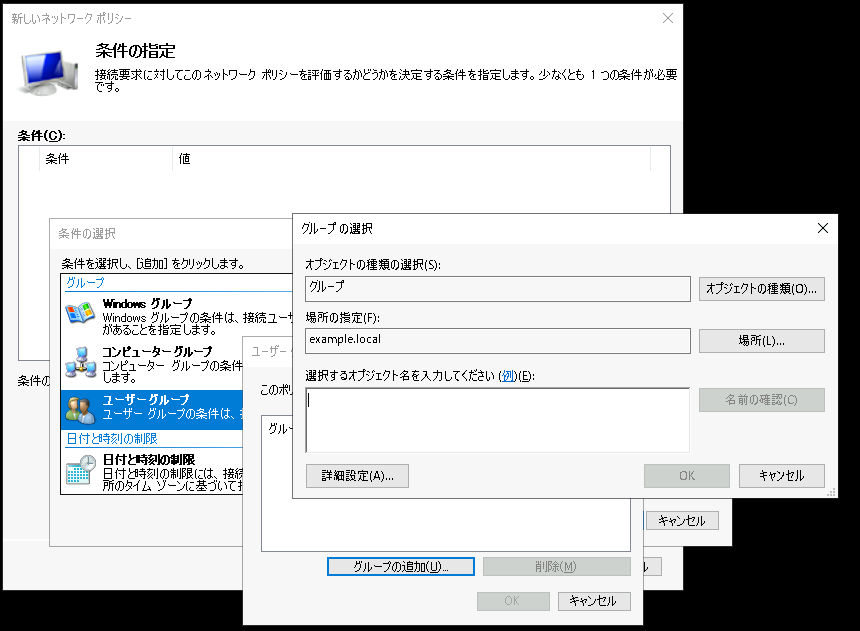 新しいネットワーク ポリシー
条件の指定
接続要求に対してこのネットワーク ポリシーを評価するかどうかを決定する条件を指定します。少なくとも 1 つの条件が必要
です。
条件(C):
条件 値
条件の選択
条件を選択し、[追加] をクリックします。
グループ
Windows グループ
Windows グループの条件は、接続ユーザ
があることを指定します。
コンピューター グループ
コンピューター グループの条件
します。
ユーザー グループ
ユーザー グループの条件は、
日付と時刻の制限
日付と時刻の制限
日付と時刻の制限には、接続
所のタイム ゾーンに基づいて
条件の
キャンセル
ユーザー
このポリ
グルー
グループの追加(U)...
削除(M)
ル
OK
キャンセル
グループ の選択
オブジェクトの種類の選択(S):
グループ
オブジェクトの種類(O)...
場所の指定(F):
example.local
場所(L)...
選択するオブジェクト名を入力してください (例)(E):
名前の確認(C)
詳細設定(A)...
OK
キャンセル